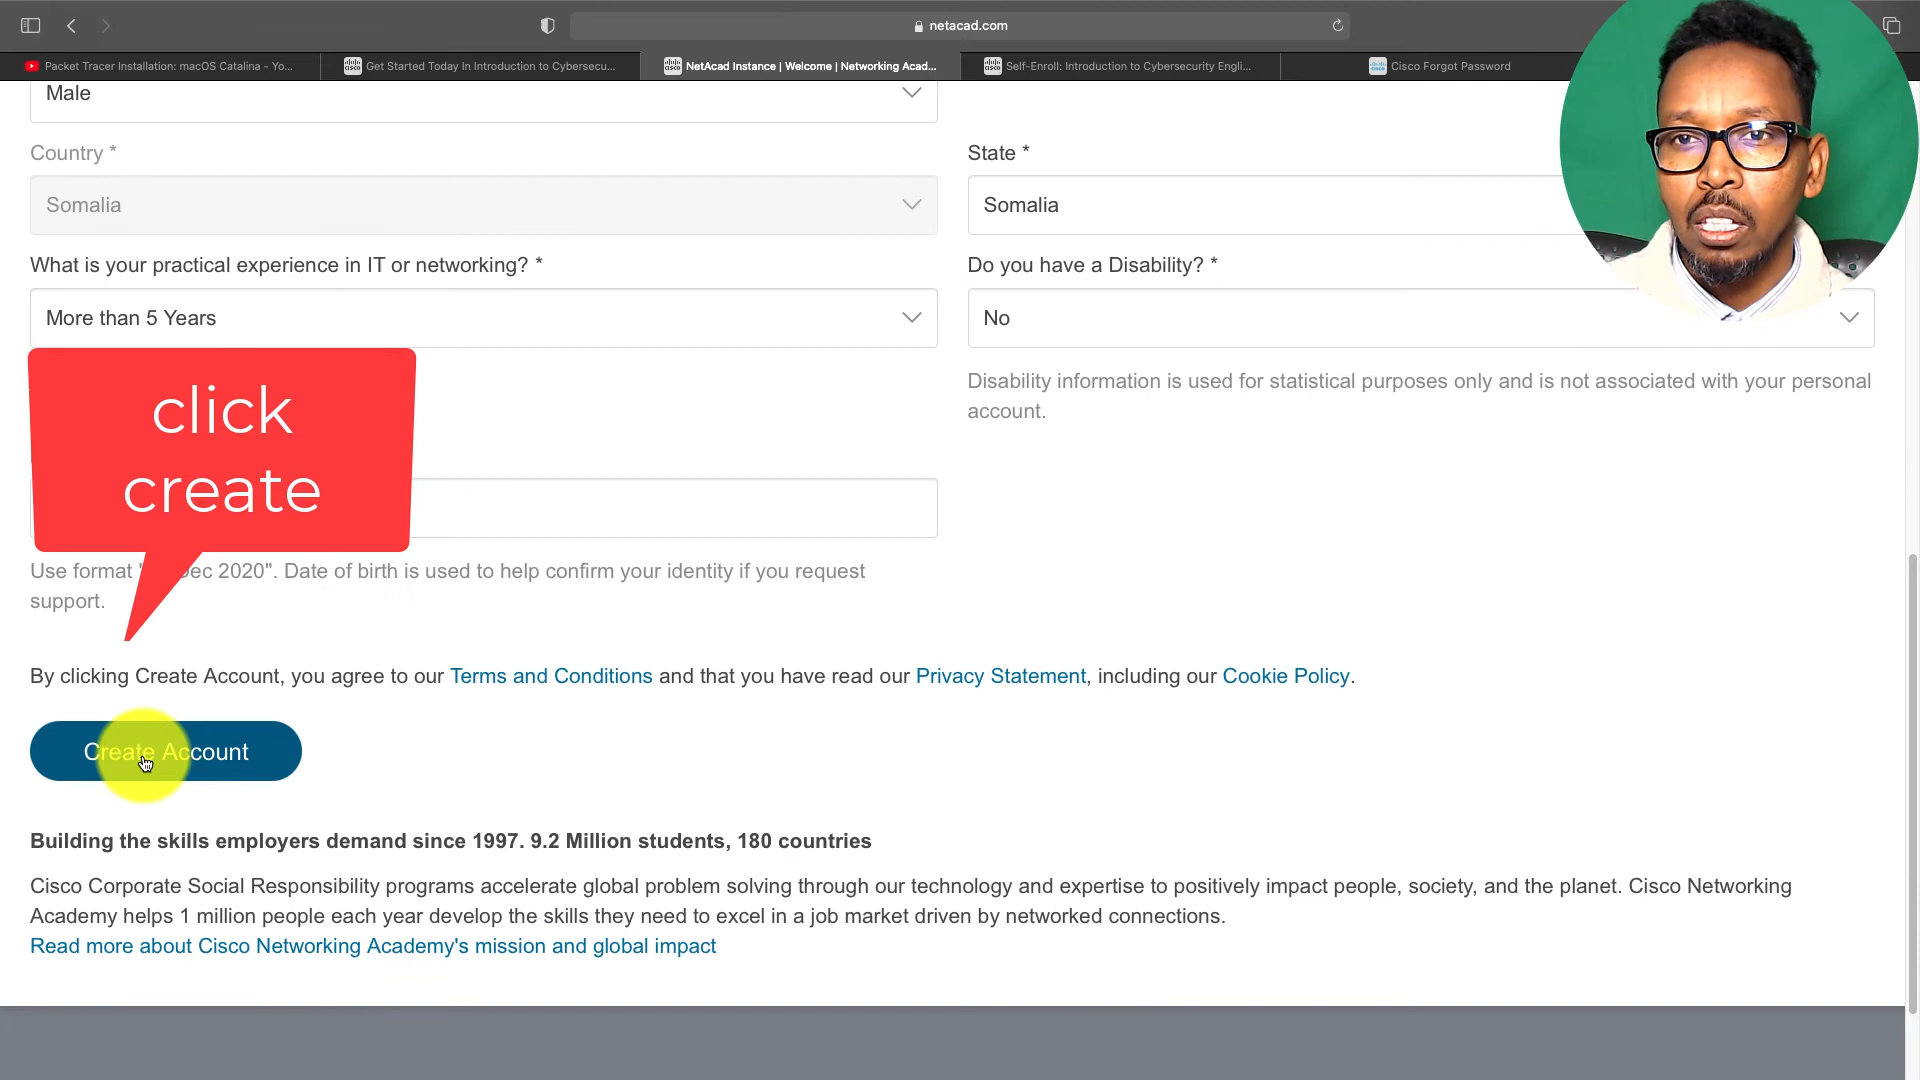 netacad.com
Packet Tracer Installation: macOS Catalina - Yo...
Get Started Today In Introduction to Cybersecu...
NetAcad Instance | Welcome | Networking Acad...
Self-Enroll: Introduction to Cybersecurity Engli...
Cisco Forgot Password
Male
Country *
State *
Somalia
Somalia
What is your practical experience in IT or networking? *
Do you have a Disability? *
More than 5 Years
No
Disability information is used for statistical purposes only and is not associated with your personal
account.
click
create
Use format " Dec 2020". Date of birth is used to help confirm your identity if you request
support.
By clicking Create Account, you agree to our Terms and Conditions and that you have read our Privacy Statement, including our Cookie Policy.
Create Account
Building the skills employers demand since 1997. 9.2 Million students, 180 countries
Cisco Corporate Social Responsibility programs accelerate global problem solving through our technology and expertise to positively impact people, society, and the planet. Cisco Networking
Academy helps 1 million people each year develop the skills they need to excel in a job market driven by networked connections.
Read more about Cisco Networking Academy's mission and global impact